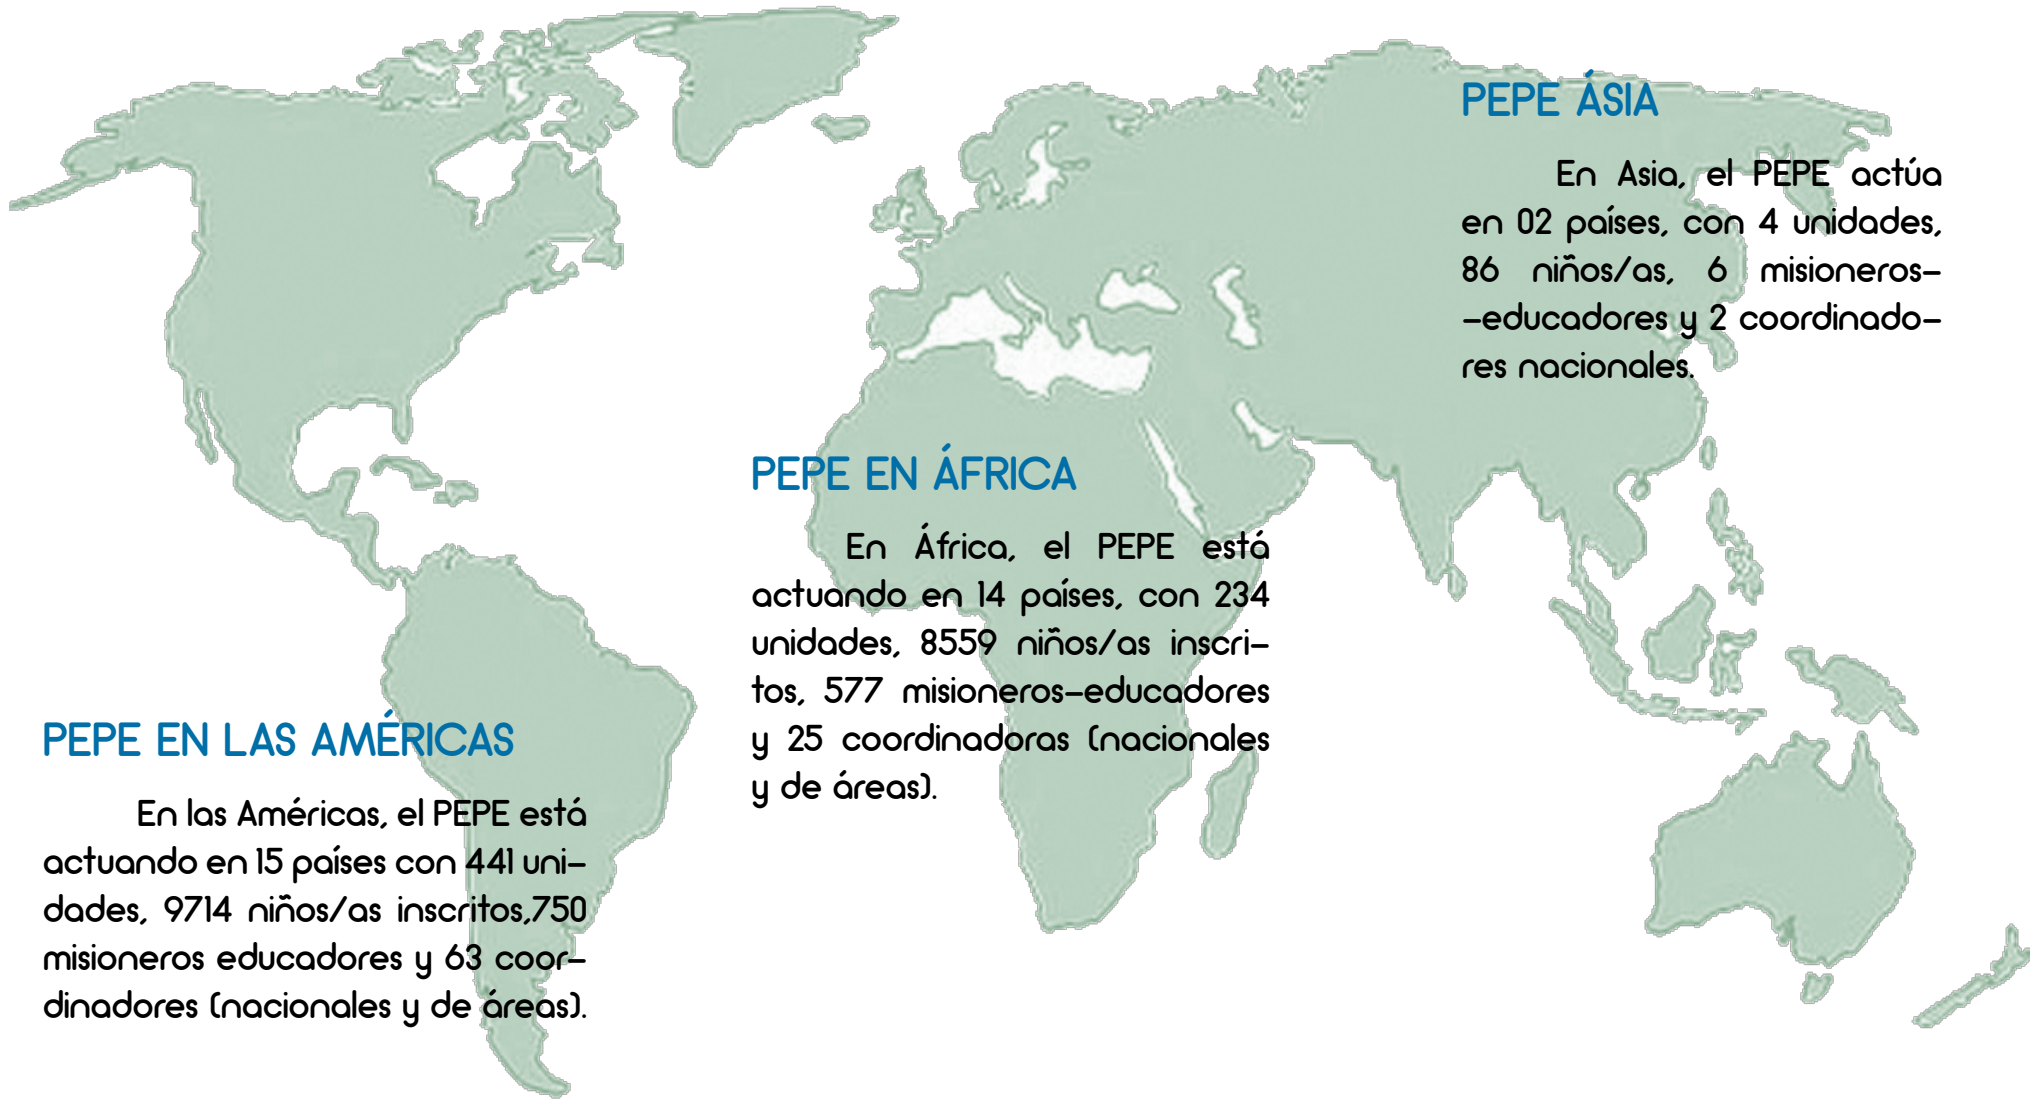 PEPE ÁSIA
En Asia, el PEPE actúa
en 02 países, con 4 unidades,
86 niños/as, 6 misioneros-
-educadores y 2 coordinado-
res nacionales.
PEPE EN ÁFRICA
En África, el PEPE está
actuando en 14 países, con 234
unidades, 8559 niños/as inscri-
tos, 577 misioneros-educadores
y 25 coordinadoras (nacionales
y de áreas).
PEPE EN LAS AMÉRICAS
En las Américas, el PEPE está
actuando en 15 países con 441 uni-
dades, 9714 niños/as inscritos,750
misioneros educadores y 63 coor-
dinadores (nacionales y de áreas).